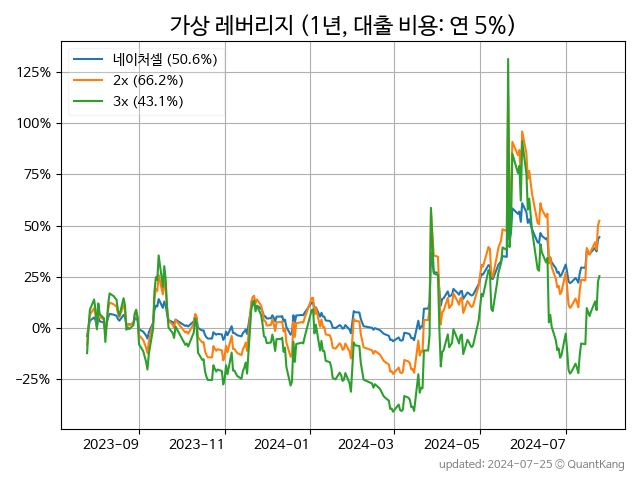 가상 레버리지 (1년, 대출 비용: 연 5%)
네이처셀 (50.6%)
2x (66.2%)
3x (43.1%)
125%
100%
75%
50%
25%
0%
−25%
2023-09
2023-11
2024-01
2024-03
2024-05
2024-07
updated: 2024-07-25 © QuantKang